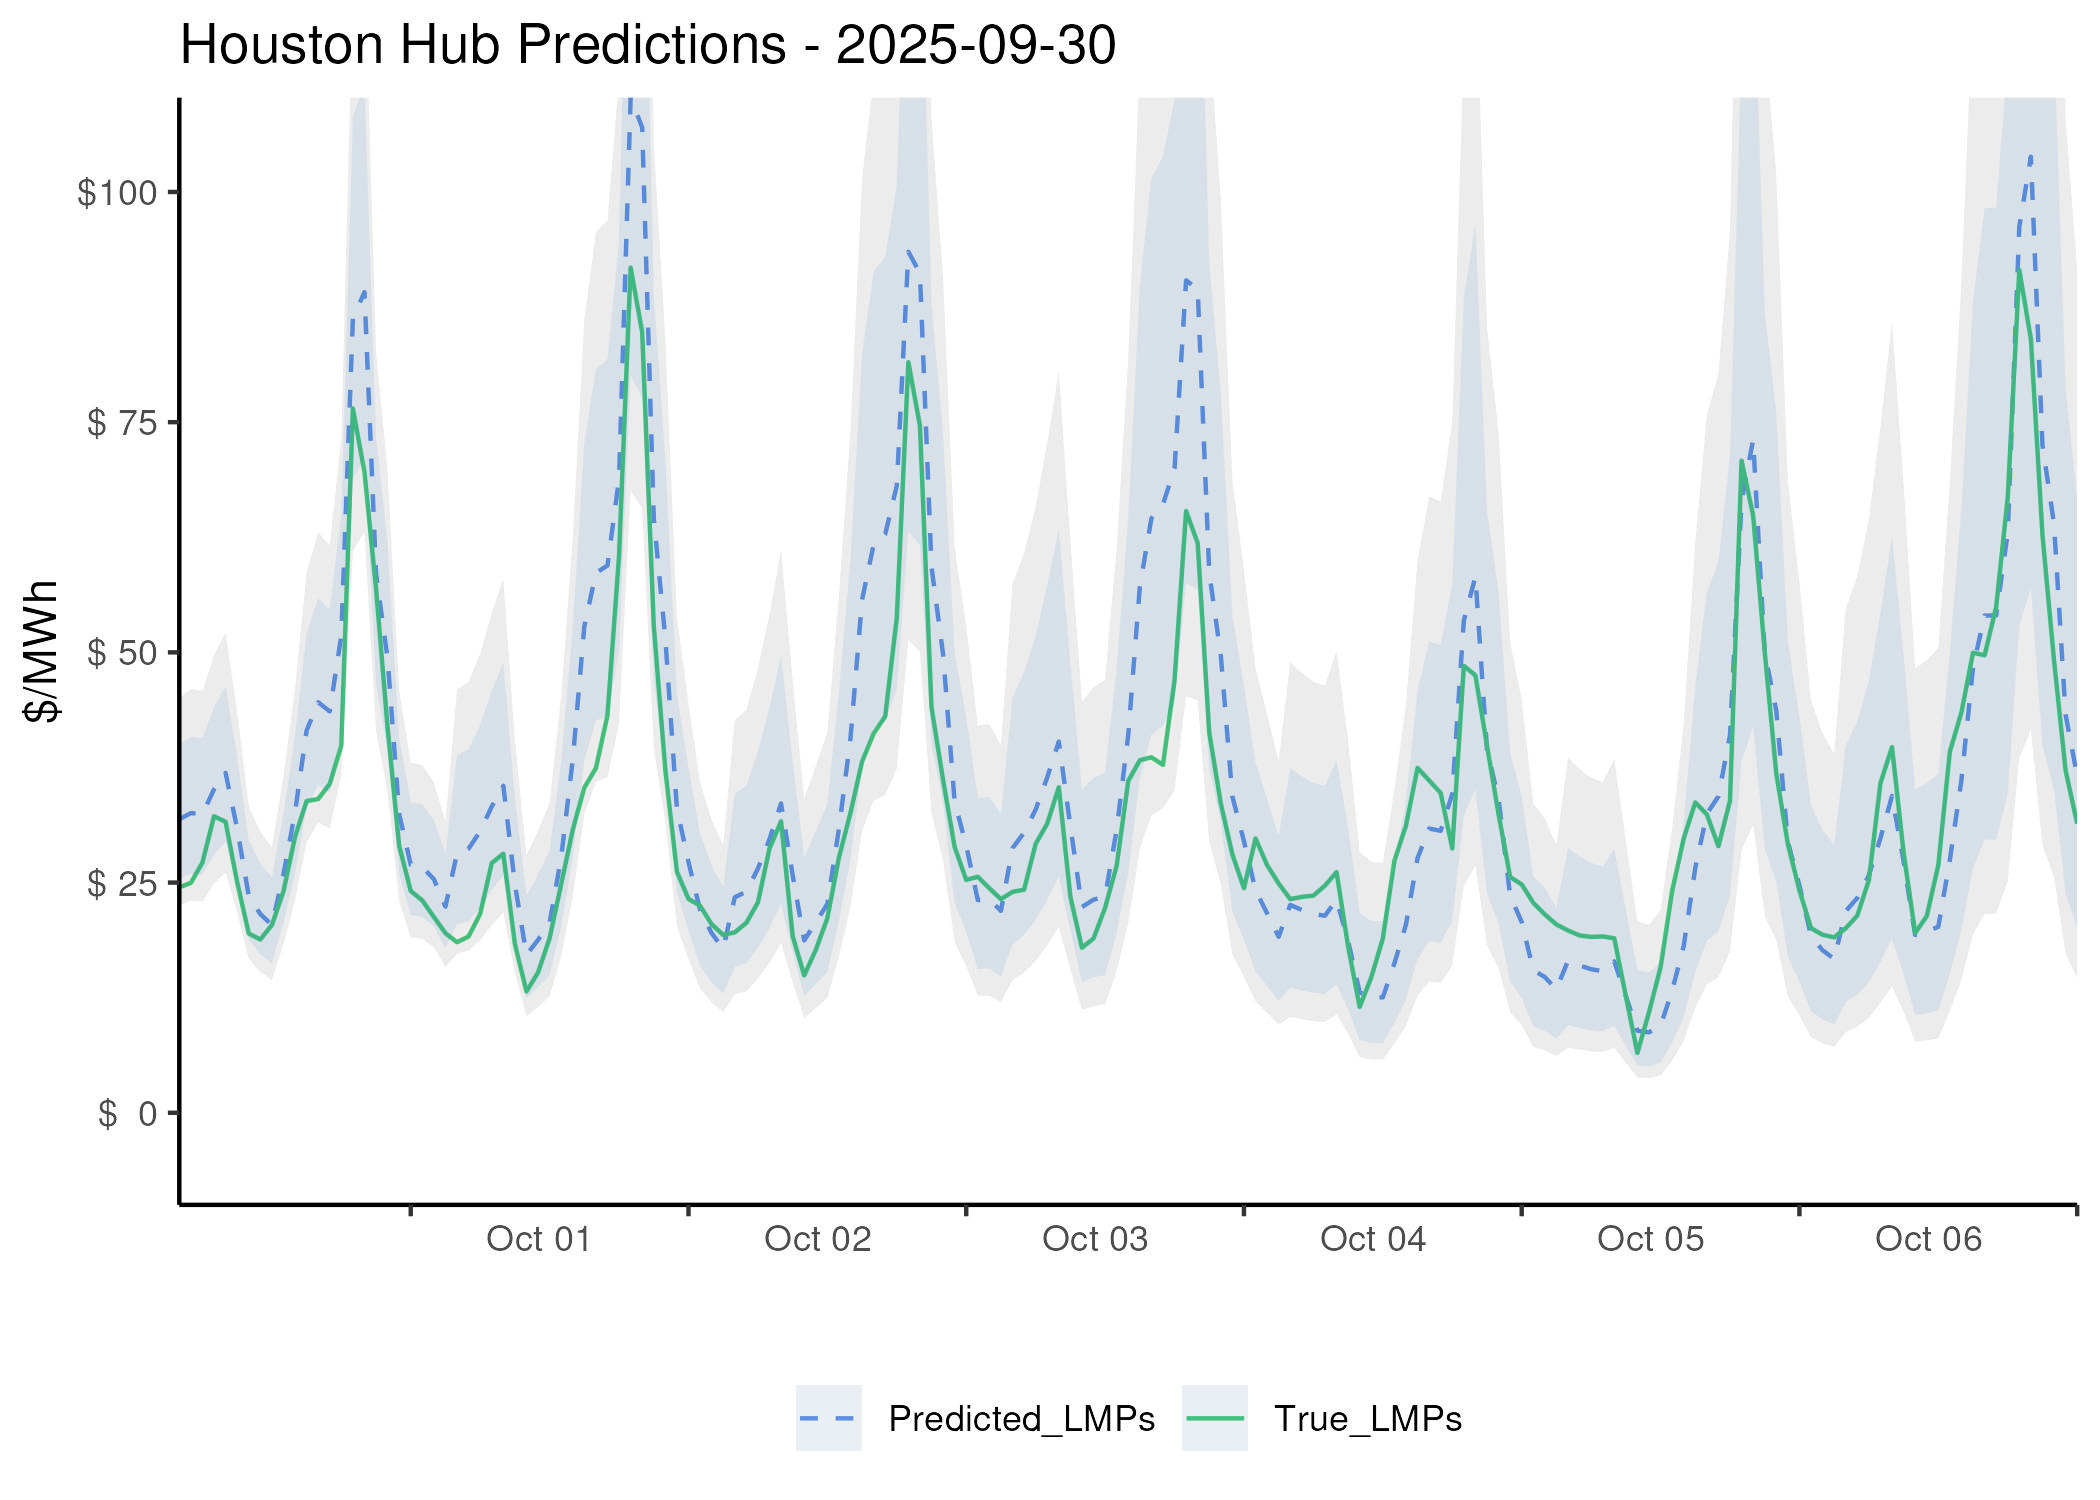 Houston Hub Predictions - 2025-09-30
$/MWh
$100
$ 75
$ 50
$ 25
$ 0
Oct 01 Oct 02 Oct 03 Oct 04 Oct 05 Oct 06
Predicted_LMPs True_LMPs